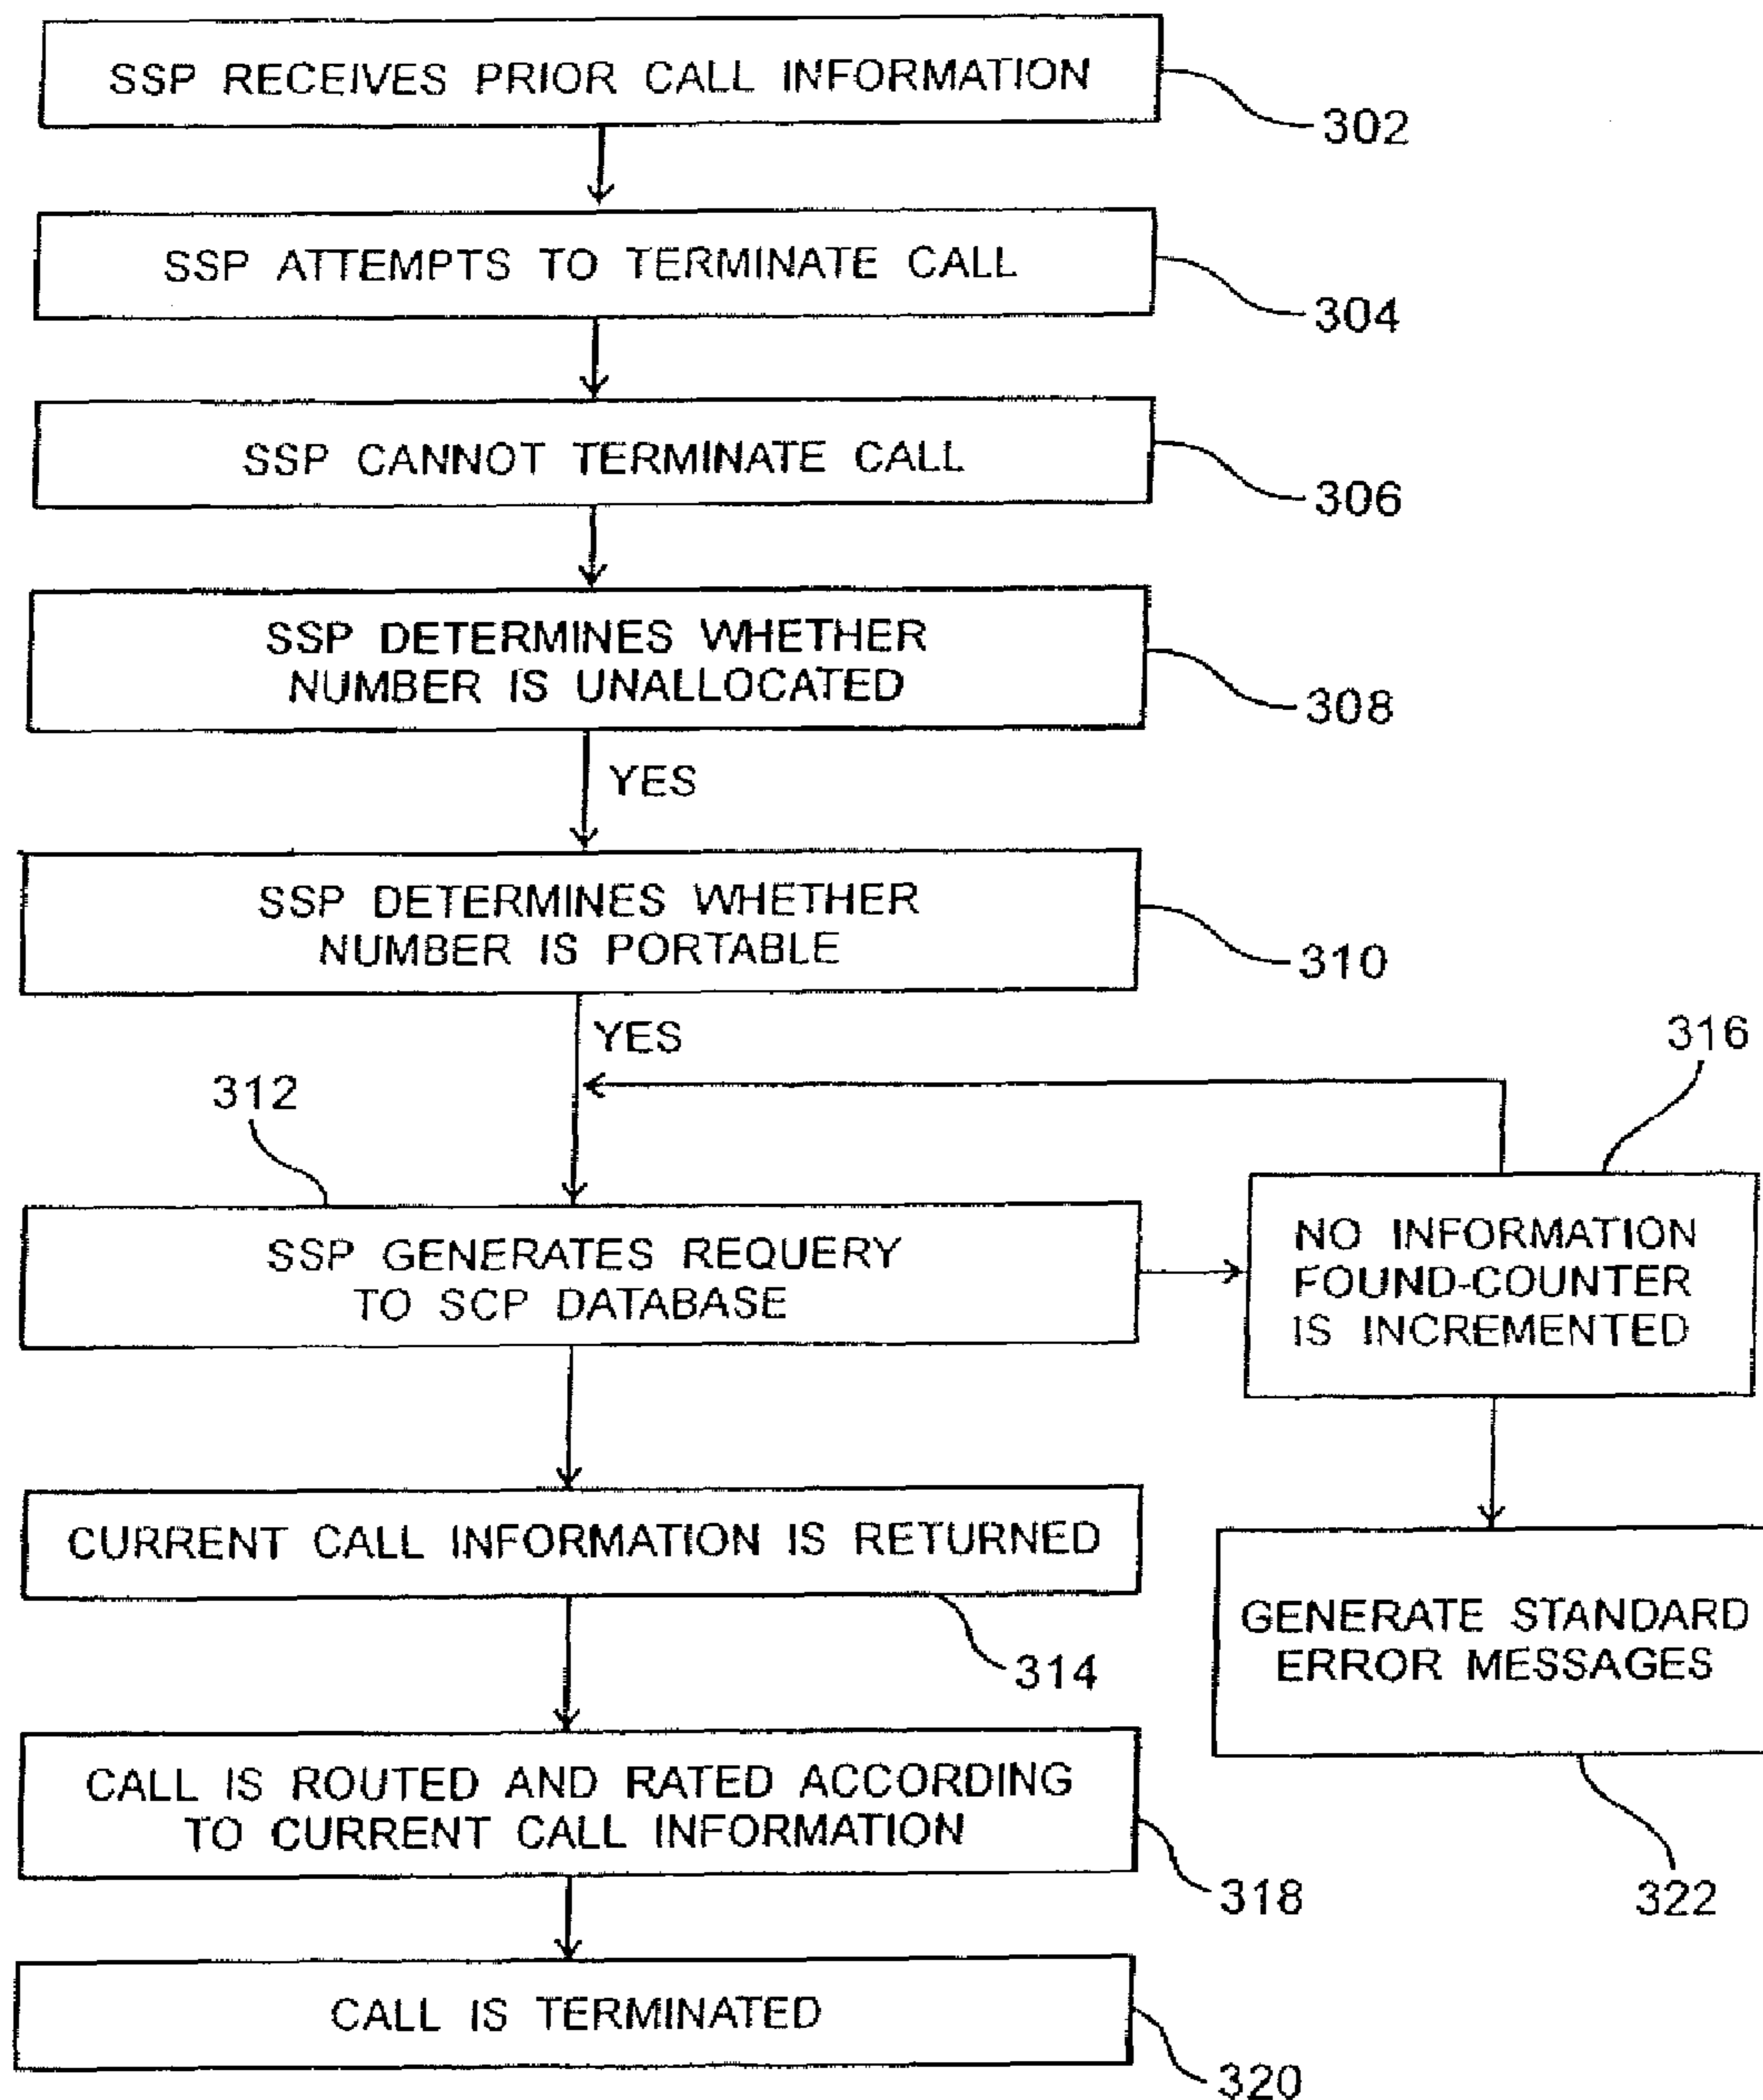 SSP RECEIVES PRIOR CALL INFORMATION
302
SSP ATTEMPTS TO TERMINATE CALL
304
SSP CANNOT TERMINATE CALL
306
SSP DETERMINES WHETHER
NUMBER IS UNALLOCATED
308
YES
SSP DETERMINES WHETHER
NUMBER IS PORTABLE
310
YES
316
312
SSP GENERATES REQUERY
TO SCP DATABASE
NO INFORMATION
FOUND-COUNTER
IS INCREMENTED
CURRENT CALL INFORMATION IS RETURNED
314
GENERATE STANDARD
ERROR MESSAGES
322
CALL IS ROUTED AND RATED ACCORDING
TO CURRENT CALL INFORMATION
318
CALL IS TERMINATED
320